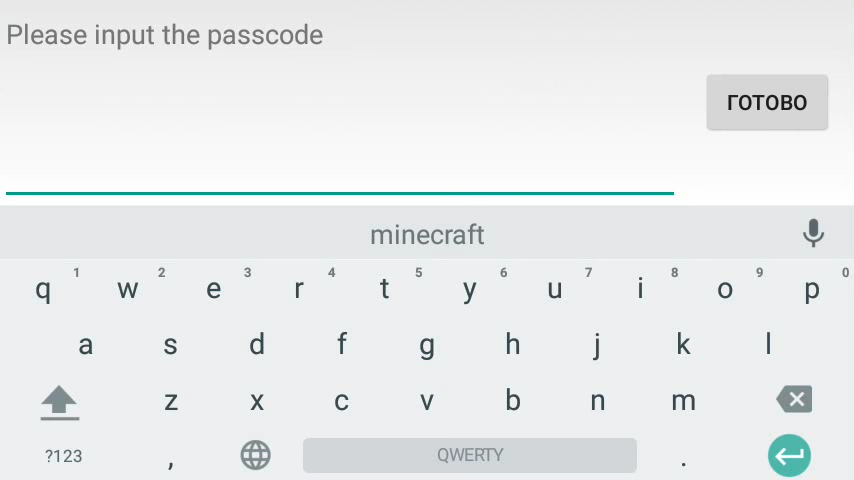 Please input the passcode
ГОТОВО
minecraft
q 1 w 2 e 3 r 4 t 5 y 6 u 7 i 8 o 9 p 0
a s d f g h j k l
z x c v b n m
?123 , QWERTY .